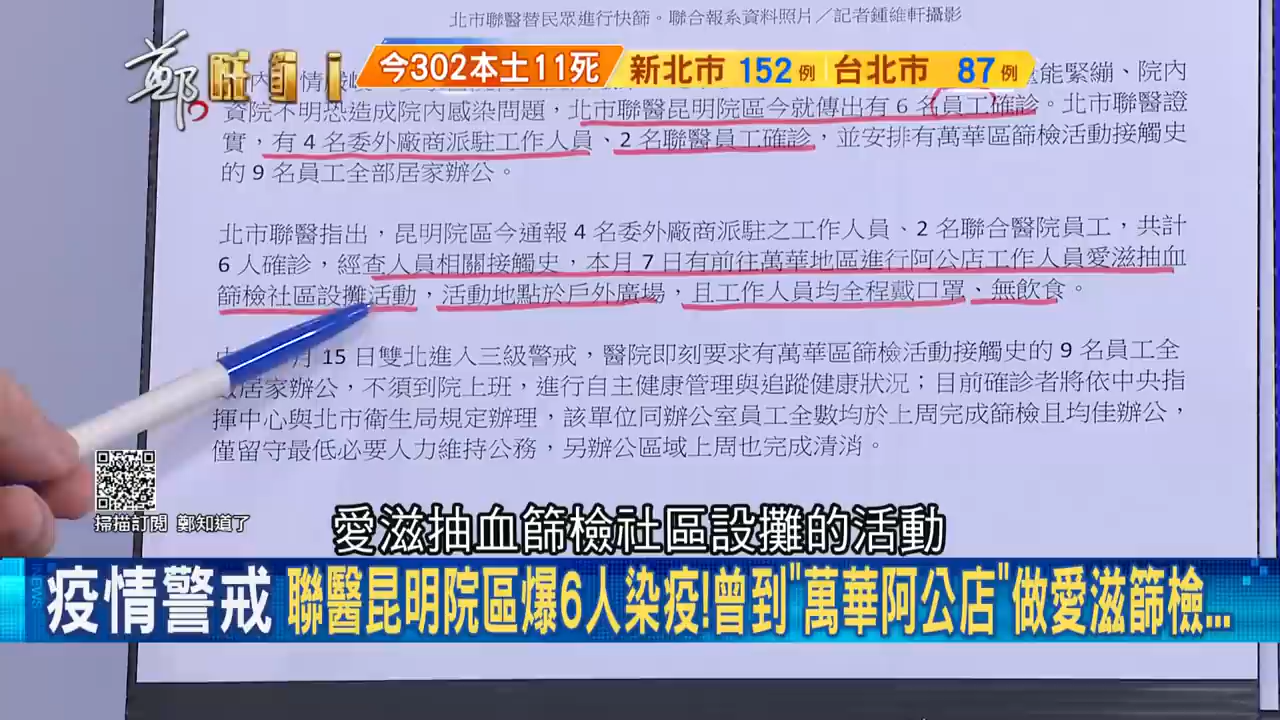 北市聯醫替民眾進行快篩。聯合報系資料照片／記者鍾維軒攝影
鄭
今302本土11死 新北市 152例 台北市 87例
能緊繃、院內
資院不明恐造成院內感染問題，北市聯醫昆明院區今就傳出有 6 名員工確診。北市聯醫證
實，有 4 名委外廠商派駐工作人員、2 名聯醫員工確診，並安排有萬華區篩檢活動接觸史
的 9 名員工全部居家辦公。
北市聯醫指出，昆明院區今通報 4 名委外廠商派駐之工作人員、2 名聯合醫院員工，共計
6 人確診，經查人員相關接觸史，本月 7 日有前往萬華地區進行阿公店工作人員愛滋抽血
篩檢社區設攤活動，活動地點於戶外廣場，且工作人員均全程戴口罩、無飲食。
月 15 日雙北進入三級警戒，醫院即刻要求有萬華區篩檢活動接觸史的 9 名員工全
居家辦公，不須到院上班，進行自主健康管理與追蹤健康狀況；目前確診者將依中央指
揮中心與北市衛生局規定辦理，該單位同辦公室員工全數均於上周完成篩檢且均佳辦公，
僅留守最低必要人力維持公務，另辦公區域上周也完成清消。
掃描訂閱 鄭知道了
愛滋抽血篩檢社區設攤的活動
NEWS
疫情警戒 聯醫昆明院區爆6人染疫!曾到"萬華阿公店"做愛滋篩檢...